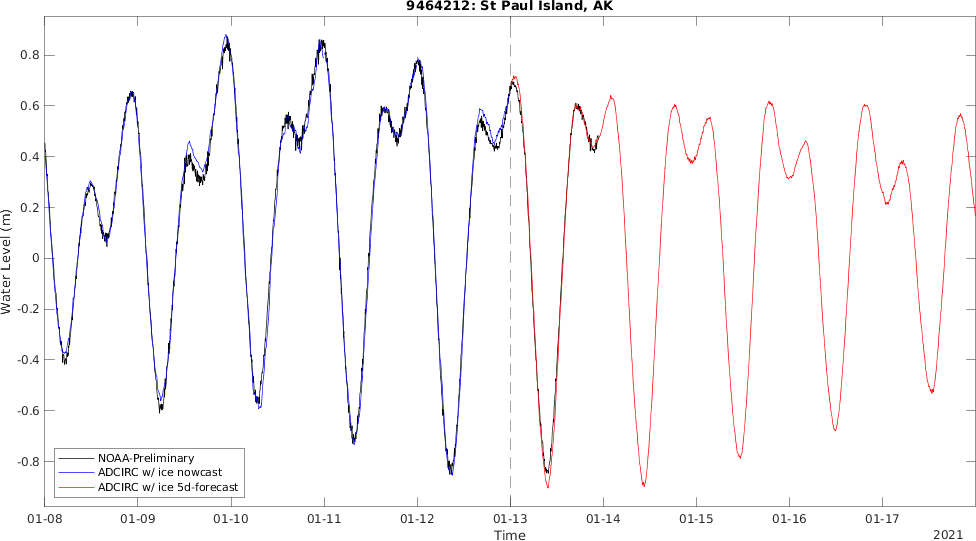 9464212: St Paul Island, AK
0.8
0.6
0.4
0.2
0
-0.2
-0.4
-0.6
-0.8
Water Level (m)
NOAA-Preliminary
ADCIRC w/ ice nowcast
ADCIRC w/ ice 5d-forecast
01-08 01-09 01-10 01-11 01-12 01-13 01-14 01-15 01-16 01-17
Time
2021